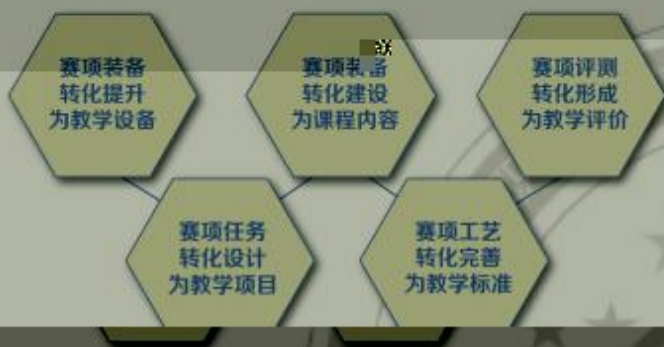 赛项装备
转化提升
为教学设备
赛项装备
转化建设
为课程内容
赛项评测
转化形成
为教学评价
赛项任务
转化设计
为教学项目
赛项工艺
转化完善
为教学标准